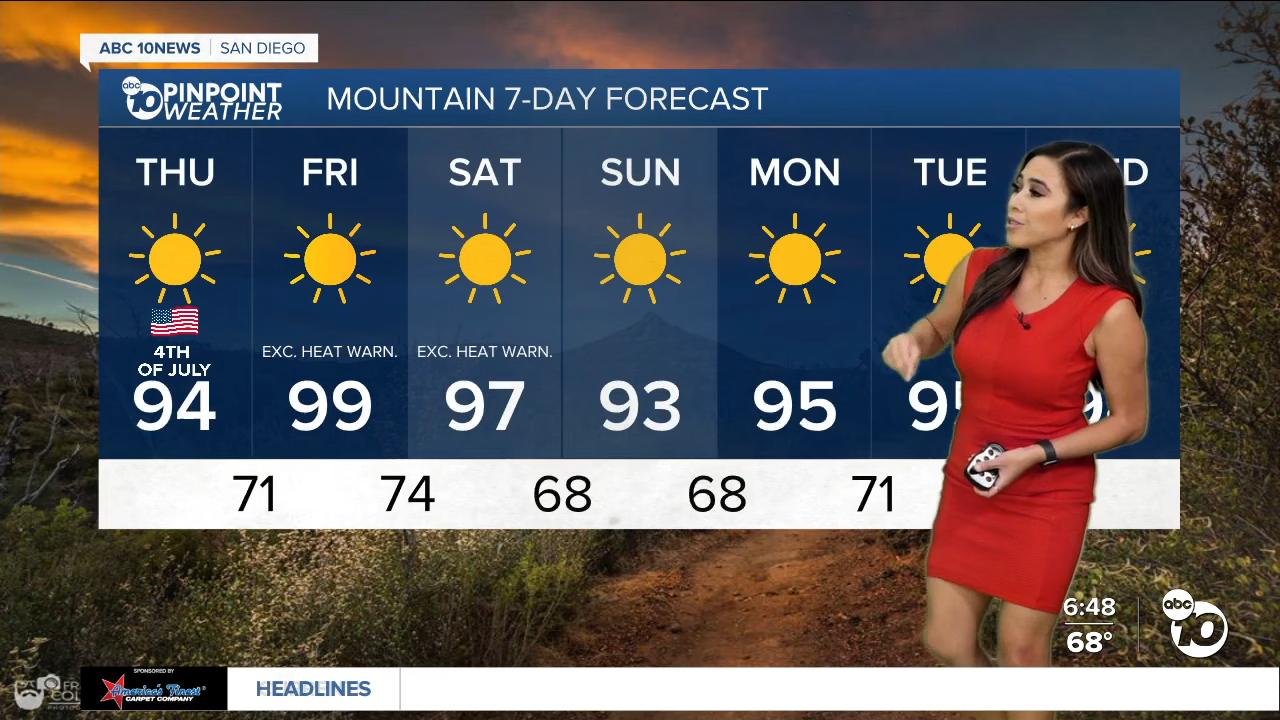 ABC 10NEWS | SAN DIEGO
abc 10 PINPOINT WEATHER
MOUNTAIN 7-DAY FORECAST
THU FRI SAT SUN MON TUE
4TH OF JULY
EXC. HEAT WARN. EXC. HEAT WARN.
94 99 97 93 95
71 74 68 68 71
6:48
68°
abc 10
SPONSORED BY
America's Finest
CARPET COMPANY
HEADLINES